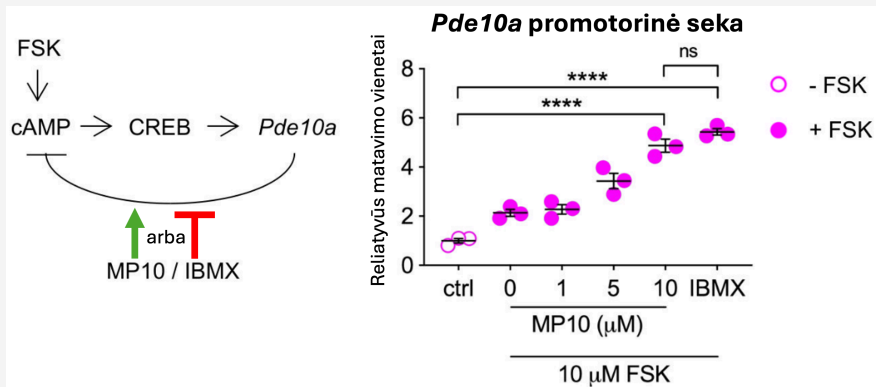 FSK
cAMP → CREB → Pde10a
arba
MP10 / IBMX
Pde10a promotorinė seka
Reliatyvūs matavimo vienetai
8
6
4
2
0
ns
****
****
- FSK
+ FSK
ctrl 0 1 5 10 IBMX
MP10 (μM)
10 μM FSK